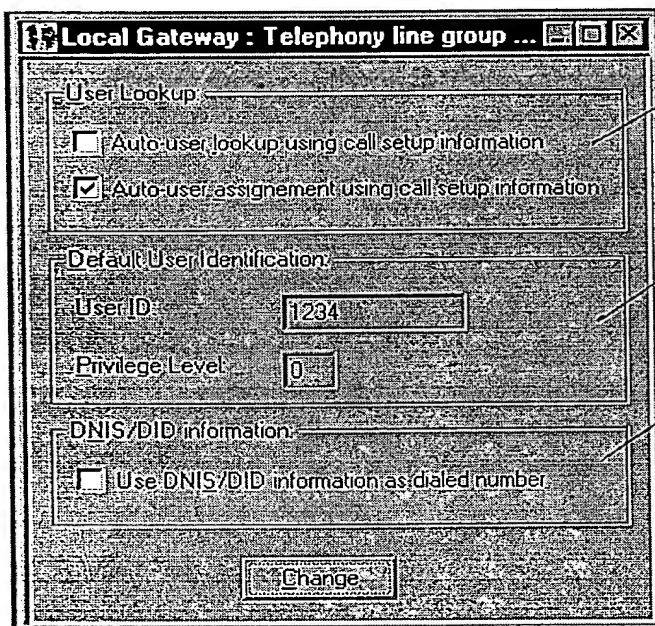 Local Gateway : Telephony line group ...
User Lookup:
Auto-user lookup using call setup information
Auto-user assignement using call setup information
Default User Identification:
User ID: 1234
Privilege Level: 0
DNIS/DID information:
Use DNIS/DID information as dialed number
Change